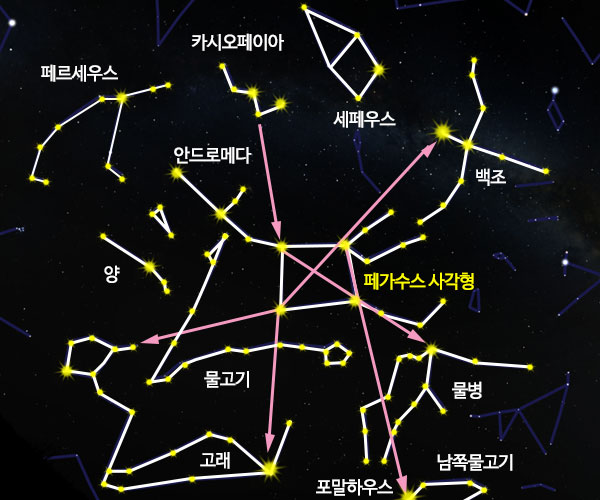 카시오페이아
페르세우스
세페우스
안드로메다
백조
양
페가수스 사각형
물고기
물병
고래
남쪽물고기
포말하우스